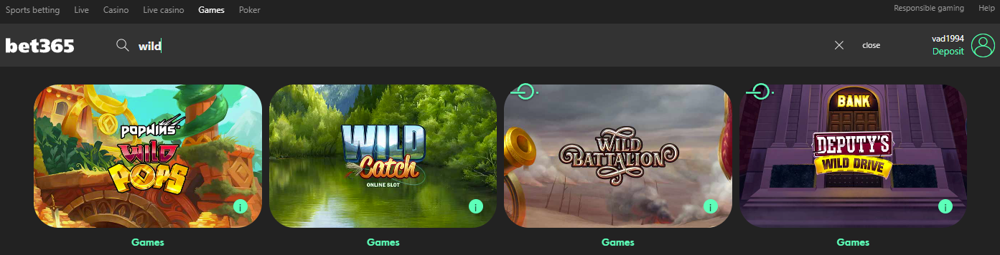 Sports betting Live Casino Live casino Games Poker Responsible gaming Help
bet365 wild close vad1994
Deposit
POPWINS
WILD
POPS
i
WILD
Catch
ONLINE SLOT
i
WILD
BATTALION
i
BANK
DEPUTY'S
WILD DRIVE
i
Games Games Games Games